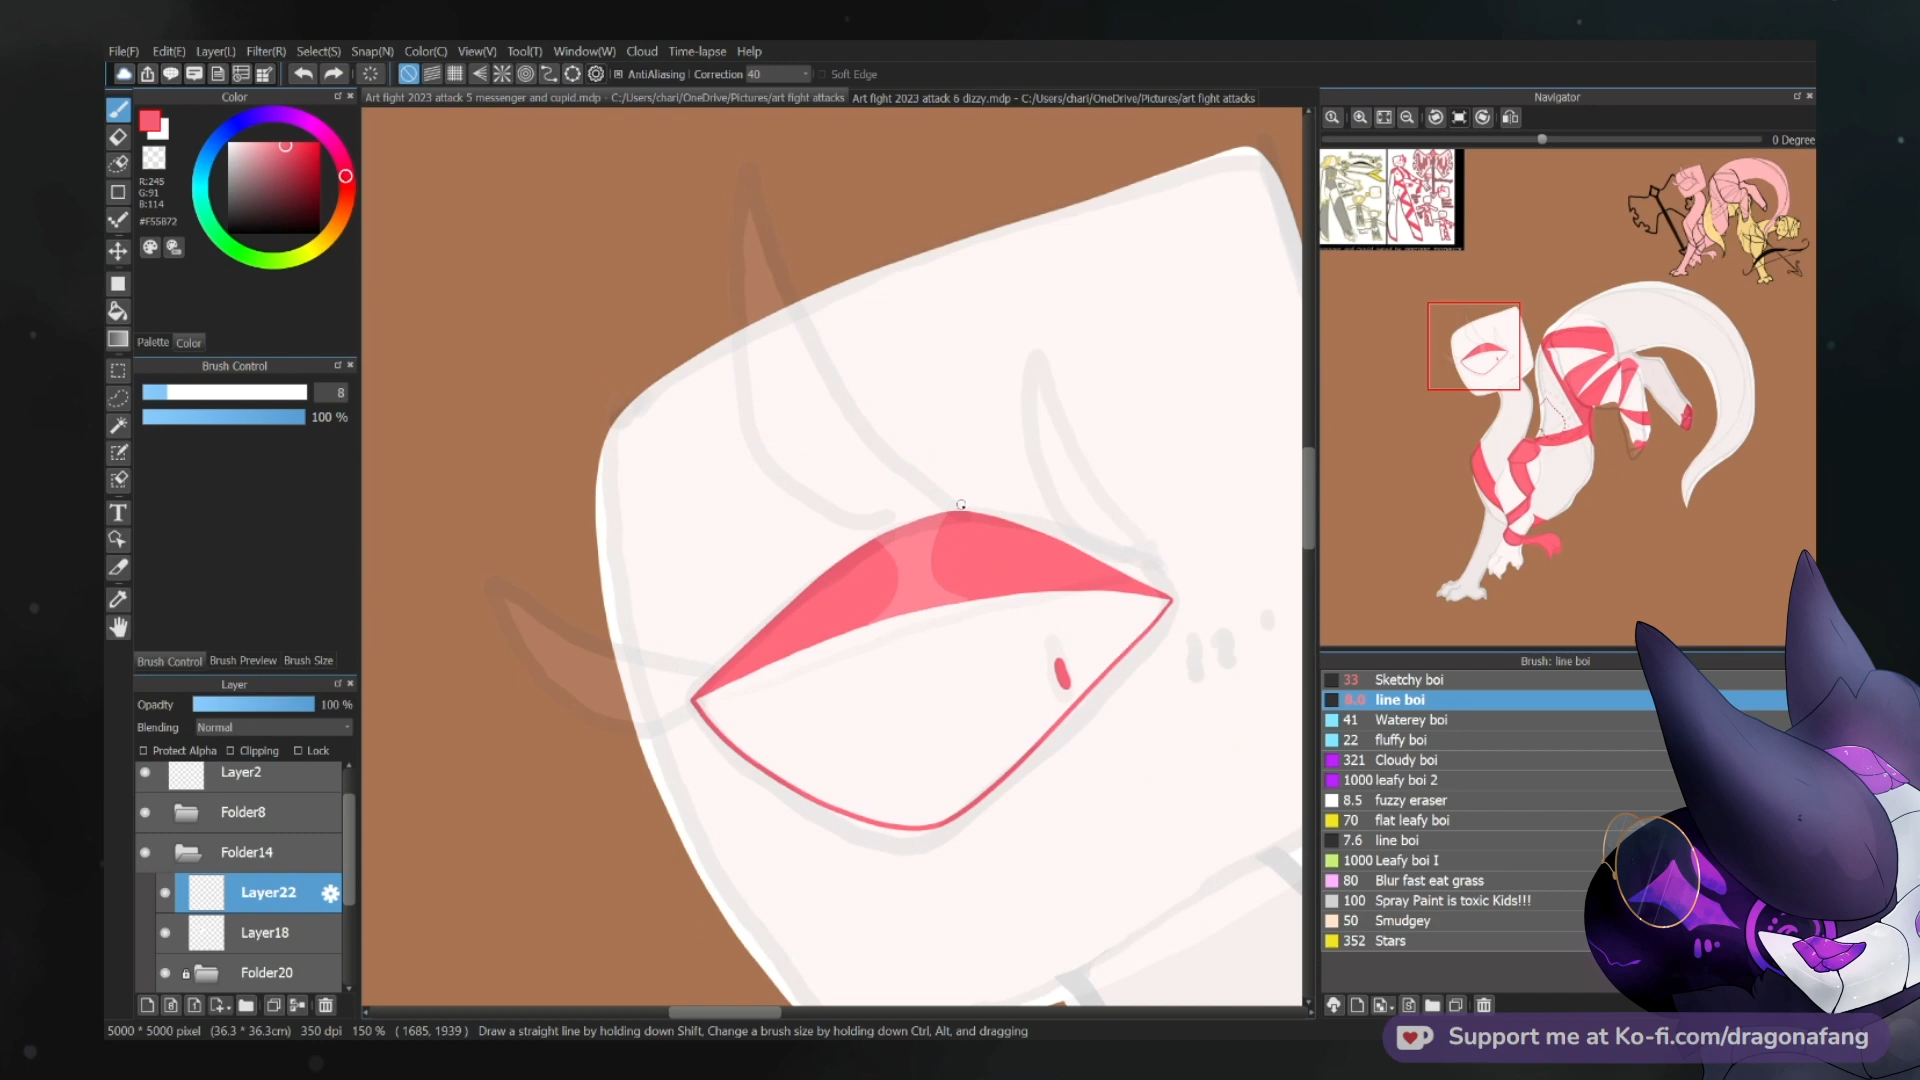 File(F) Edit(E) Layer(L) Filter(R) Select(S) Snap(N) Color(C) View(V) Tool(T) Window(W) Cloud Time-lapse Help
AntiAliasing Correction 40 Soft Edge
Color
Art fight 2023 attack 5 messenger and cupid.mdp - C:/Users/charl/OneDrive/Pictures/art fight attacks
Art fight 2023 attack 6 dizzy.mdp - C:/Users/charl/OneDrive/Pictures/art fight attacks
Navigator
0 Degree
R:245
G:91
B:114
#F55B72
Palette Color
Brush Control
8
100 %
Brush Control Brush Preview Brush Size
Layer
Opacity 100 %
Blending Normal
Protect Alpha Clipping Lock
Layer2
Folder8
Folder14
Layer22
Layer18
Folder20
Brush: line boi
33 Sketchy boi
8.0 line boi
41 Waterey boi
22 fluffy boi
321 Cloudy boi
1000 leafy boi 2
8.5 fuzzy eraser
70 flat leafy boi
7.6 line boi
1000 Leafy boi I
80 Blur fast eat grass
100 Spray Paint is toxic Kids!!!
50 Smudgey
352 Stars
5000 * 5000 pixel (36.3 * 36.3cm) 350 dpi 150 % ( 1685, 1939 ) Draw a straight line by holding down Shift, Change a brush size by holding down Ctrl, Alt, and dragging
Support me at Ko-fi.com/dragonafang